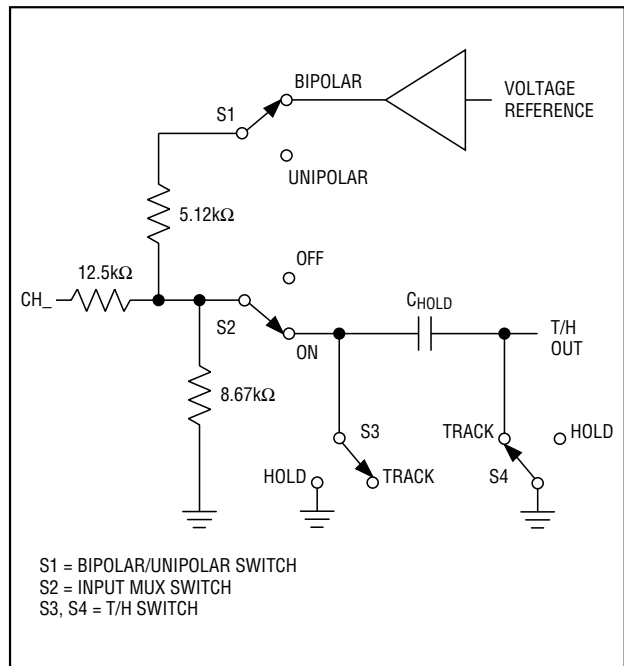 BIPOLAR
VOLTAGE
REFERENCE
S1
UNIPOLAR
5.12kΩ
OFF
12.5kΩ
CHOLD
CH_
S2
ON
T/H
OUT
8.67kΩ
S3
TRACK
HOLD
HOLD
TRACK
S4
S1 = BIPOLAR/UNIPOLAR SWITCH
S2 = INPUT MUX SWITCH
S3, S4 = T/H SWITCH